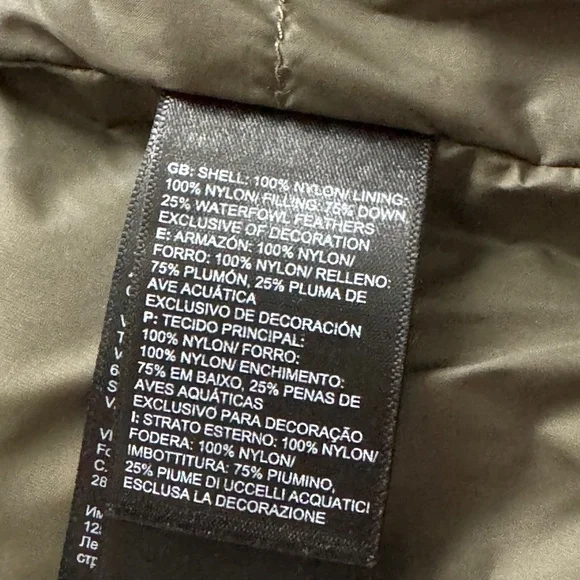 GB: SHELL: 100% NYLON/ LINING:
100% NYLON/ FILLING: 75% DOWN,
25% WATERFOWL FEATHERS
EXCLUSIVE OF DECORATION
E: ARMAZÓN: 100% NYLON/
FORRO: 100% NYLON/ RELLENO:
75% PLUMÓN, 25% PLUMA DE
AVE ACUÁTICA
EXCLUSIVO DE DECORACIÓN
P: TECIDO PRINCIPAL:
100% NYLON/ FORRO:
100% NYLON/ ENCHIMENTO:
75% EM BAIXO, 25% PENAS DE
AVES AQUÁTICAS
EXCLUSIVO PARA DECORAÇÃO
I: STRATO ESTERNO: 100% NYLON/
FODERA: 100% NYLON/
IMBOTTITURA: 75% PIUMINO,
25% PIUME DI UCCELLI ACQUATICI
ESCLUSA LA DECORAZIONE
28